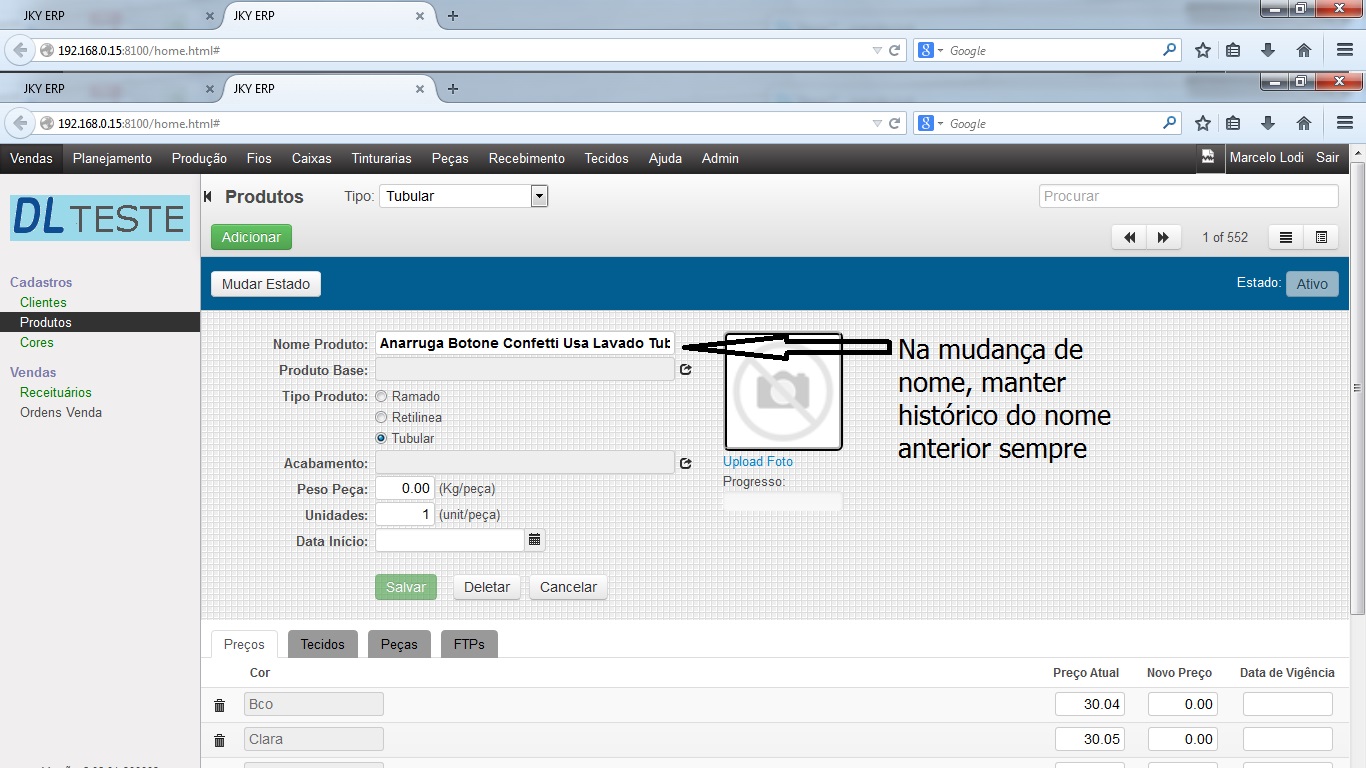 JKY ERP
JKY ERP
192.168.0.15:8100/home.html#
Google
JKY ERP
JKY ERP
192.168.0.15:8100/home.html#
Google
Vendas Planejamento Produção Fios Caixas Tinturarias Peças Recebimento Tecidos Ajuda Admin Marcelo Lodi Sair
DL TESTE
Produtos Tipo: Tubular Procurar
Adicionar 1 of 552
Mudar Estado Estado: Ativo
Cadastros
Clientes
Produtos
Cores
Vendas
Receituários
Ordens Venda
Nome Produto: Anarruga Botone Confetti Usa Lavado Tub
Produto Base:
Tipo Produto: Ramado
Retilinea
Tubular
Acabamento:
Peso Peça: 0.00 (Kg/peça)
Unidades: 1 (unit/peça)
Data Início:
Salvar Deletar Cancelar
Upload Foto
Progresso:
Na mudança de
nome, manter
histórico do nome
anterior sempre
Preços Tecidos Peças FTPs
Cor Preço Atual Novo Preço Data de Vigência
Bco 30.04 0.00
Clara 30.05 0.00